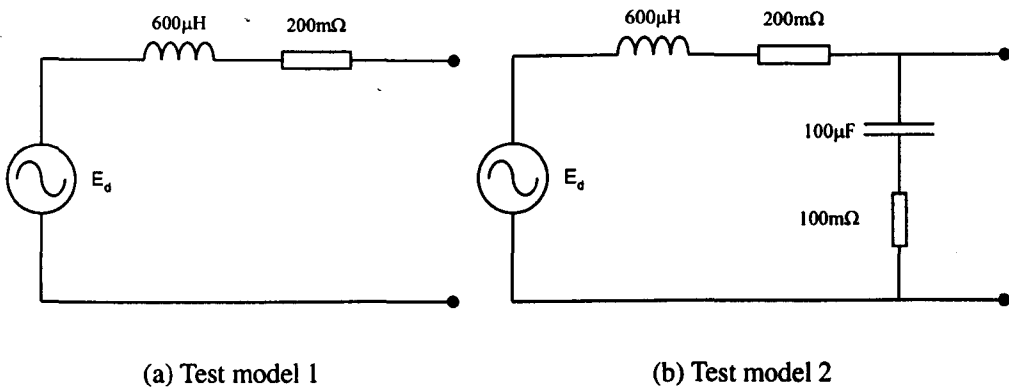 600μH 200mΩ
E_d
(a) Test model 1
600μH 200mΩ
100μF
E_d
100mΩ
(b) Test model 2